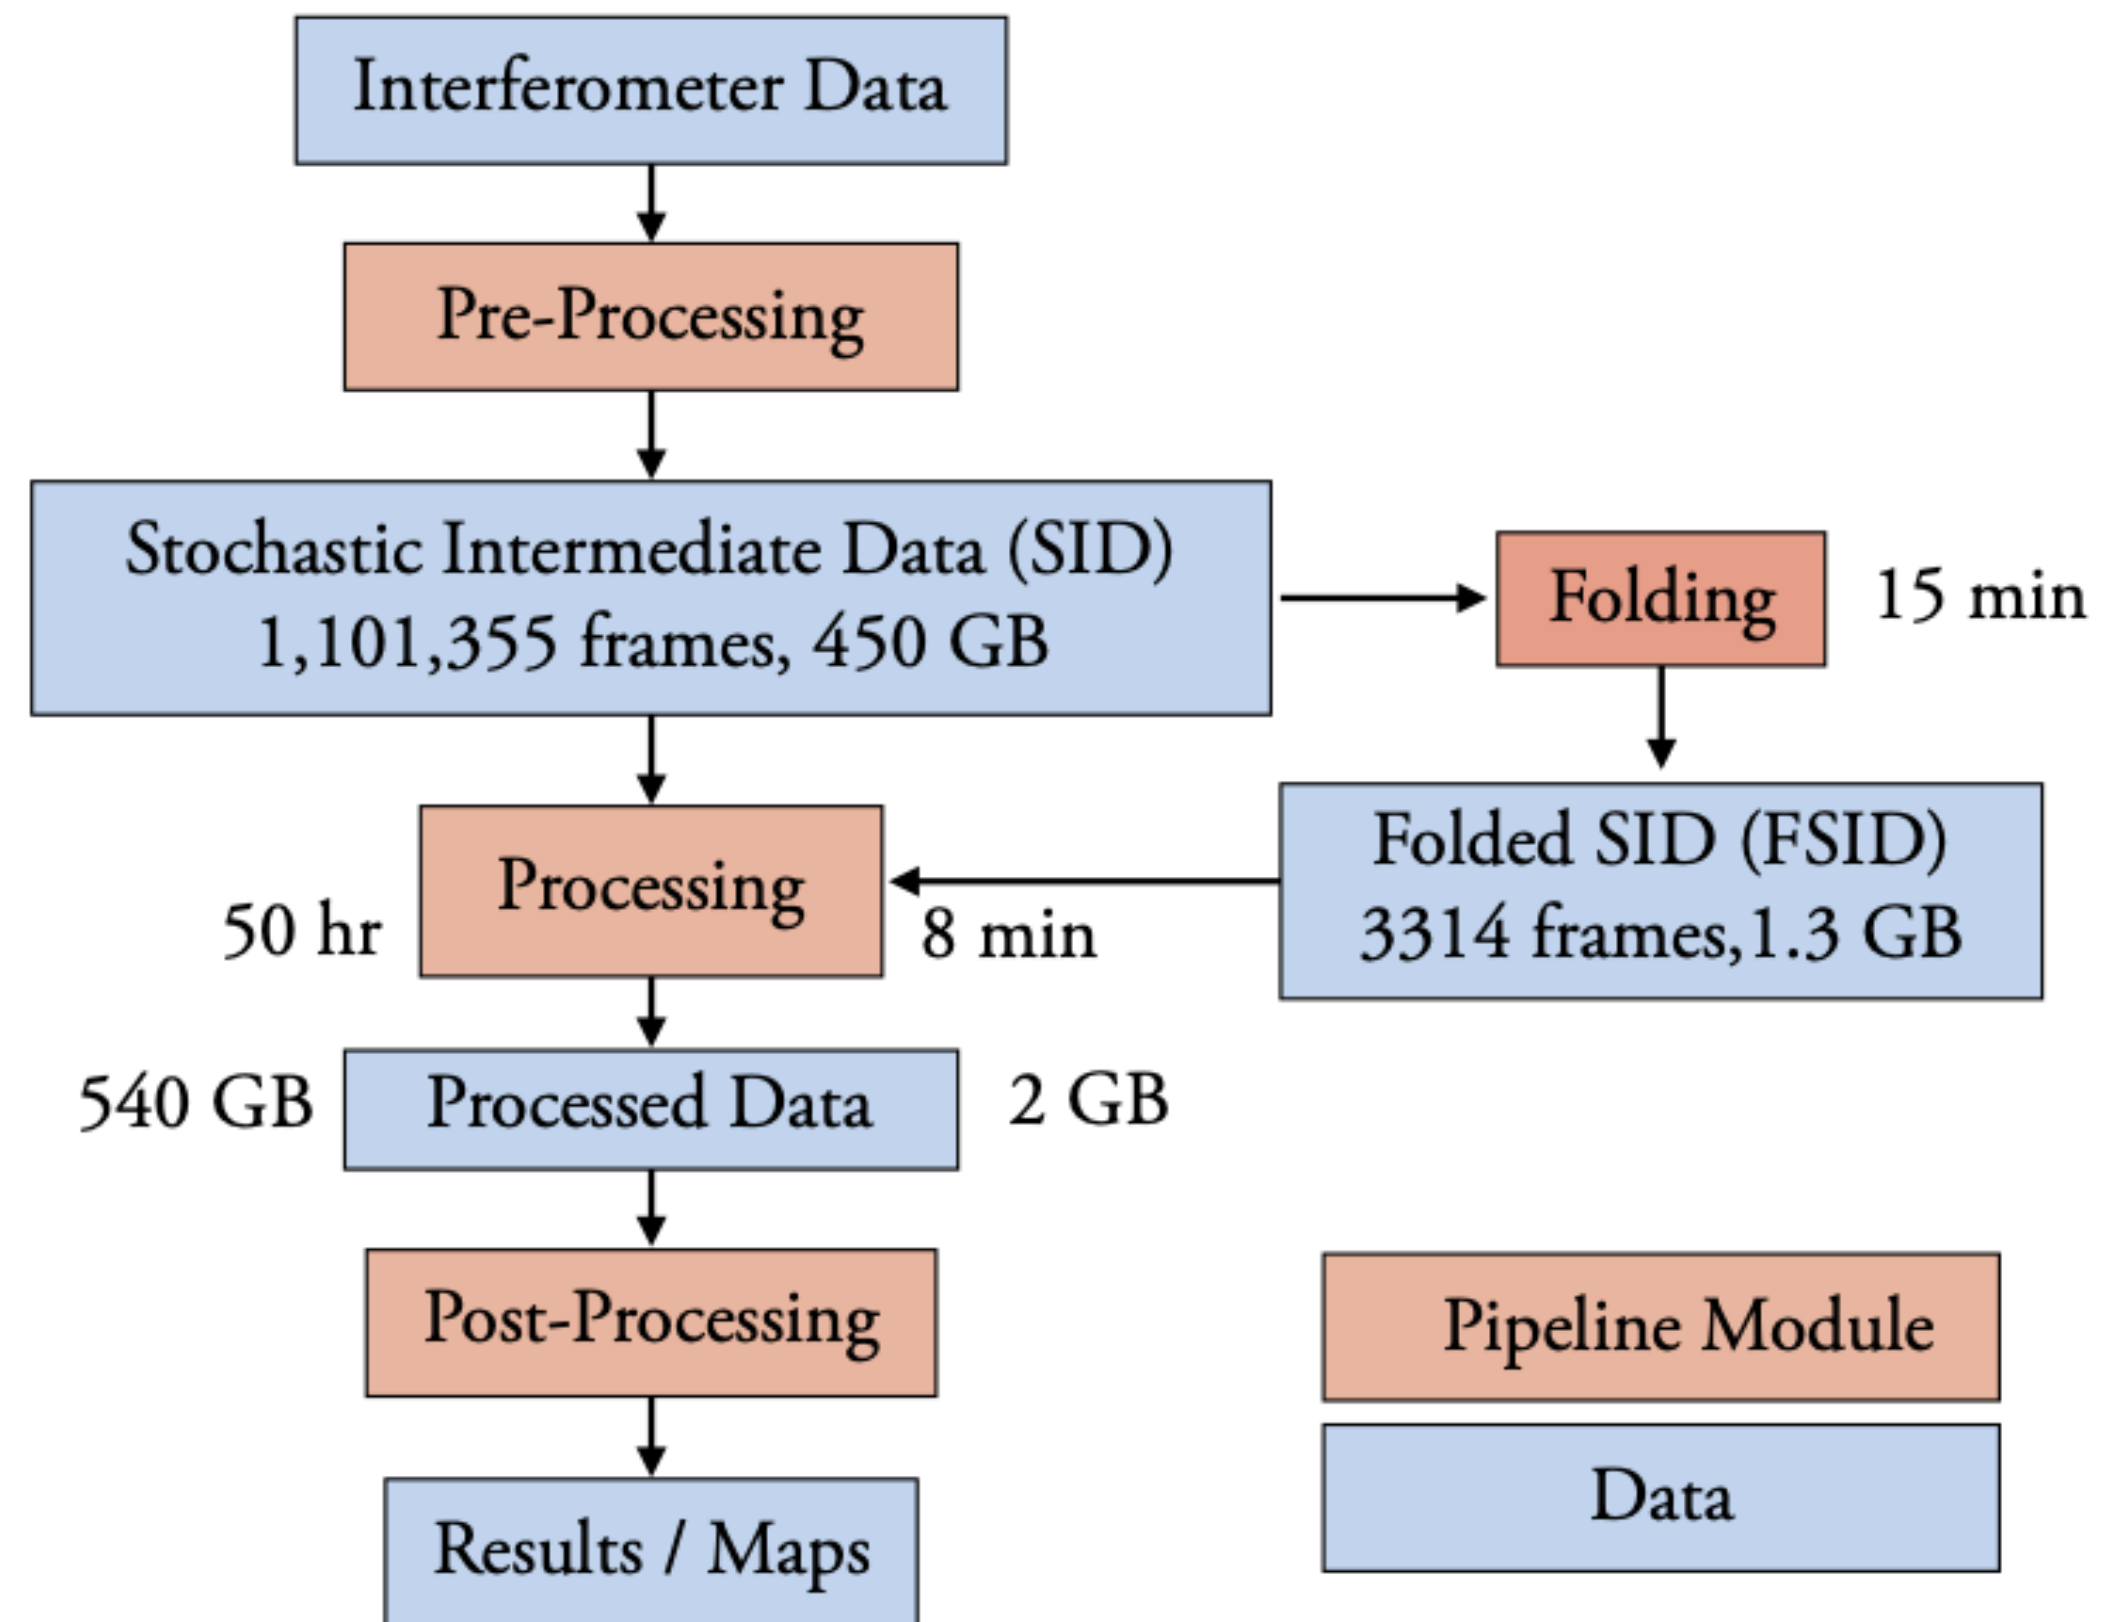 Interferometer Data
Pre-Processing
Stochastic Intermediate Data (SID)
1,101,355 frames, 450 GB
Folding
15 min
Folded SID (FSID)
3314 frames,1.3 GB
Processing
50 hr
8 min
540 GB
Processed Data
2 GB
Post-Processing
Results / Maps
Pipeline Module
Data